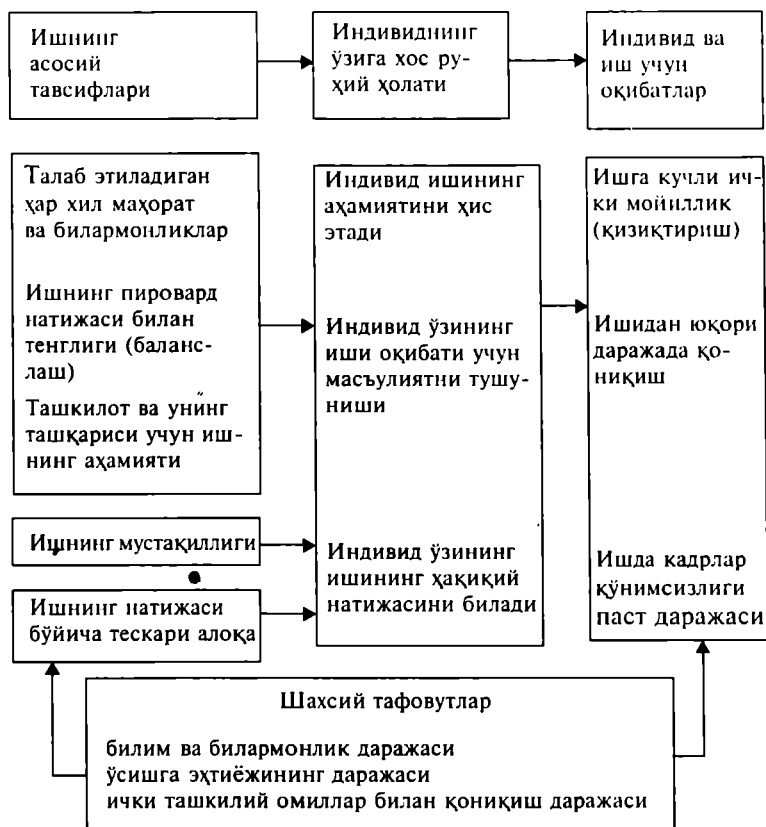 Ишнинг
асосий
тавсифлари
Индивиднинг
ўзига хос ру-
ҳий ҳолати
Индивид ва
иш учун
оқибатлар
Талаб этиладиган
ҳар хил маҳорат
ва билармонликлар
Ишнинг пировард
натижаси билан
тенглиги (баланс-
лаш)
Ташкилот ва унинг
ташқариси учун иш-
нинг аҳамияти
Ишнинг мустақиллиги
Ишнинг натижаси
бўйича тескари алоқа
Индивид ишининг
аҳамиятини ҳис
этади
Индивид ўзининг
иши оқибати учун
масъулиятни тушу-
ниши
Индивид ўзининг
ишининг ҳақиқий
натижасини билади
Ишга кучли ич-
ки мойиллик
(қизиқтириш)
Ишидан юқори
даражада қо-
ниқиш
Ишда кадрлар
қўнимсизлиги
паст даражаси
Шахсий тафовутлар
билим ва билармонлик даражаси
ўсишга эҳтиёжининг даражаси
ички ташкилий омиллар билан қониқиш даражаси